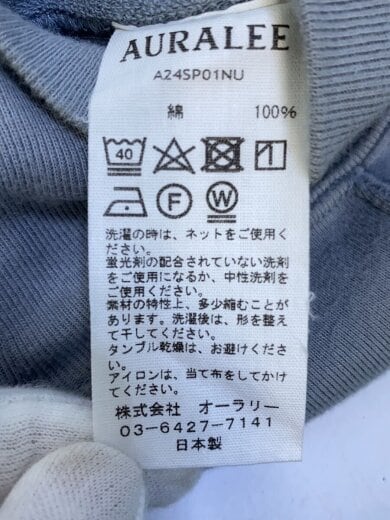 AURALEE
A24SP01NU
綿 100%
40
F W
洗濯の時は、ネットをご使用く
ださい。
蛍光剤の配合されていない洗剤
をご使用になるか、中性洗剤を
ご使用ください。
素材の特性上、多少縮むことが
あります。洗濯後は、形を整え
て干してください。
タンブル乾燥は、お避けください。
アイロンは、当て布をしてかけ
てください。
株式会社 オーラリー
03-6427-7141
日本製